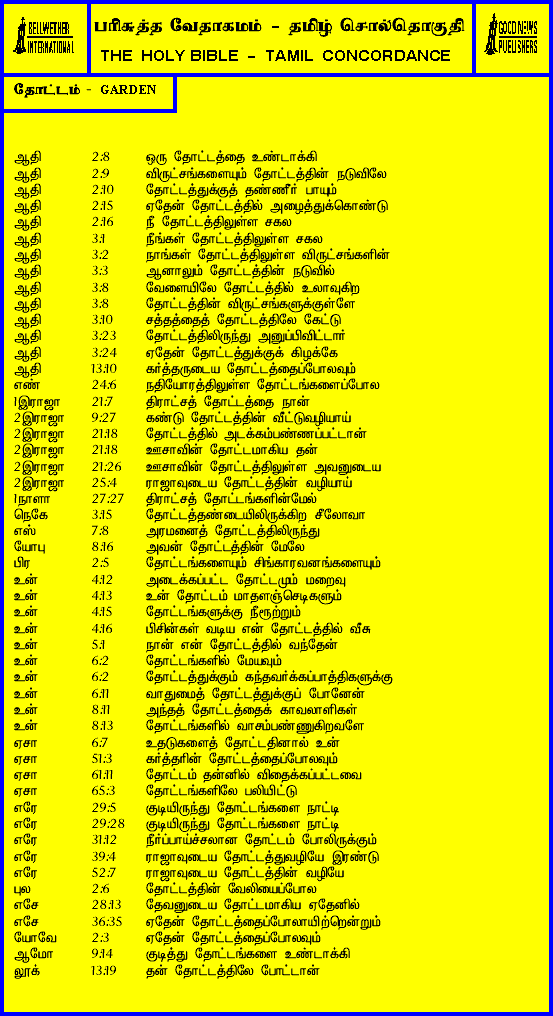 BELLWETHER
INTERNATIONAL
பரிசுத்த வேதாகமம் - தமிழ் சொல்தொகுதி
THE HOLY BIBLE - TAMIL CONCORDANCE
GOOD NEWS
PUBLISHERS
தோட்டம் - GARDEN
ஆதி 2:8 ஒரு தோட்டத்தை உண்டாக்கி
ஆதி 2:9 விருட்சங்களையும் தோட்டத்தின் நடுவிலே
ஆதி 2:10 தோட்டத்துக்குத் தண்ணீர் பாயும்
ஆதி 2:15 ஏதேன் தோட்டத்தில் அழைத்துக்கொண்டு
ஆதி 2:16 நீ தோட்டத்திலுள்ள சகல
ஆதி 3:1 நீங்கள் தோட்டத்திலுள்ள சகல
ஆதி 3:2 நாங்கள் தோட்டத்திலுள்ள விருட்சங்களின்
ஆதி 3:3 ஆனாலும் தோட்டத்தின் நடுவில்
ஆதி 3:8 வேளையிலே தோட்டத்தில் உலாவுகிற
ஆதி 3:8 தோட்டத்தின் விருட்சங்களுக்குள்ளே
ஆதி 3:10 சத்தத்தைத் தோட்டத்திலே கேட்டு
ஆதி 3:23 தோட்டத்திலிருந்து அனுப்பிவிட்டார்
ஆதி 3:24 ஏதேன் தோட்டத்துக்குக் கிழக்கே
ஆதி 13:10 கர்த்தருடைய தோட்டத்தைப்போலவும்
எண் 24:6 நதியோரத்திலுள்ள தோட்டங்களைப்போல
1இராஜா 21:7 திராட்சத் தோட்டத்தை நான்
2இராஜா 9:27 கண்டு தோட்டத்தின் வீட்டுவழியாய்
2இராஜா 21:18 தோட்டத்தில் அடக்கம்பண்ணப்பட்டான்
2இராஜா 21:18 ஊசாவின் தோட்டமாகிய தன்
2இராஜா 21:26 ஊசாவின் தோட்டத்திலுள்ள அவனுடைய
2இராஜா 25:4 ராஜாவுடைய தோட்டத்தின் வழியாய்
1நாளா 27:27 திராட்சத் தோட்டங்களின்மேல்
நெகே 3:15 தோட்டத்தண்டையிலிருக்கிற சீலோவா
எஸ் 7:8 அரமனைத் தோட்டத்திலிருந்து
யோபு 8:16 அவன் தோட்டத்தின் மேலே
பிர 2:5 தோட்டங்களையும் சிங்காரவனங்களையும்
உன் 4:12 அடைக்கப்பட்ட தோட்டமும் மறைவு
உன் 4:13 உன் தோட்டம் மாதளஞ்செடிகளும்
உன் 4:15 தோட்டங்களுக்கு நீரூற்றும்
உன் 4:16 பிசின்கள் வடிய என் தோட்டத்தில் வீசு
உன் 5:1 நான் என் தோட்டத்தில் வந்தேன்
உன் 6:2 தோட்டங்களில் மேயவும்
உன் 6:2 தோட்டத்துக்கும் கந்தவர்க்கப்பாத்திகளுக்கு
உன் 6:11 வாதுமைத் தோட்டத்துக்குப் போனேன்
உன் 8:11 அந்தத் தோட்டத்தைக் காவலாளிகள்
உன் 8:13 தோட்டங்களில் வாசம்பண்ணுகிறவளே
ஏசா 6:7 உதடுகளைத் தோட்டதினால் உன்
ஏசா 51:3 கர்த்தரின் தோட்டத்தைப்போலவும்
ஏசா 61:11 தோட்டம் தன்னில் விதைக்கப்பட்டவை
ஏசா 65:3 தோட்டங்களிலே பலியிட்டு
எரே 29:5 குடியிருந்து தோட்டங்களை நாட்டி
எரே 29:28 குடியிருந்து தோட்டங்களை நாட்டி
எரே 31:12 நீர்ப்பாய்ச்சலான தோட்டம் போலிருக்கும்
எரே 39:4 ராஜாவுடைய தோட்டத்துவழியே இரண்டு
எரே 52:7 ராஜாவுடைய தோட்டத்தின் வழியே
புல 2:6 தோட்டத்தின் வேலியைப்போல
எசே 28:13 தேவனுடைய தோட்டமாகிய ஏதேனில்
எசே 36:35 ஏதேன் தோட்டத்தைப்போலாயிற்றென்றும்
யோவே 2:3 ஏதேன் தோட்டத்தைப்போலவும்
ஆமோ 9:14 குடித்து தோட்டங்களை உண்டாக்கி
லூக் 13:19 தன் தோட்டத்திலே போட்டான்